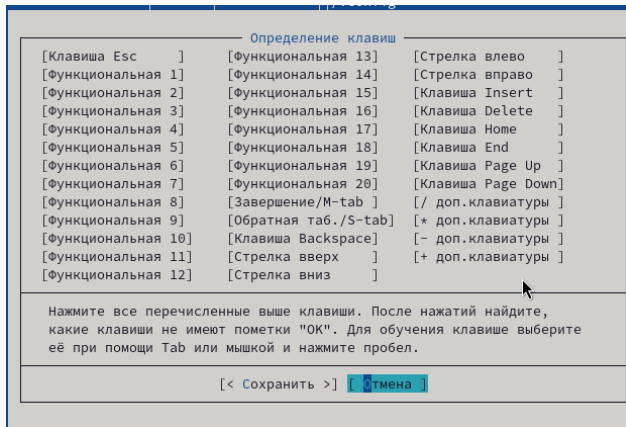 Определение клавиш
[Клавиша Esc ] [Функциональная 13] [Стрелка влево ]
[Функциональная 1] [Функциональная 14] [Стрелка вправо ]
[Функциональная 2] [Функциональная 15] [Клавиша Insert ]
[Функциональная 3] [Функциональная 16] [Клавиша Delete ]
[Функциональная 4] [Функциональная 17] [Клавиша Home ]
[Функциональная 5] [Функциональная 18] [Клавиша End ]
[Функциональная 6] [Функциональная 19] [Клавиша Page Up ]
[Функциональная 7] [Функциональная 20] [Клавиша Page Down]
[Функциональная 8] [Завершение/M-tab ] [/ доп.клавиатуры ]
[Функциональная 9] [Обратная таб./S-tab] [* доп.клавиатуры ]
[Функциональная 10] [Клавиша Backspace] [- доп.клавиатуры ]
[Функциональная 11] [Стрелка вверх ] [+ доп.клавиатуры ]
[Функциональная 12] [Стрелка вниз ]
Нажмите все перечисленные выше клавиши. После нажатий найдите,
какие клавиши не имеют пометки "OK". Для обучения клавише выберите
её при помощи Tab или мышкой и нажмите пробел.
[< Сохранить >] [ Отмена ]